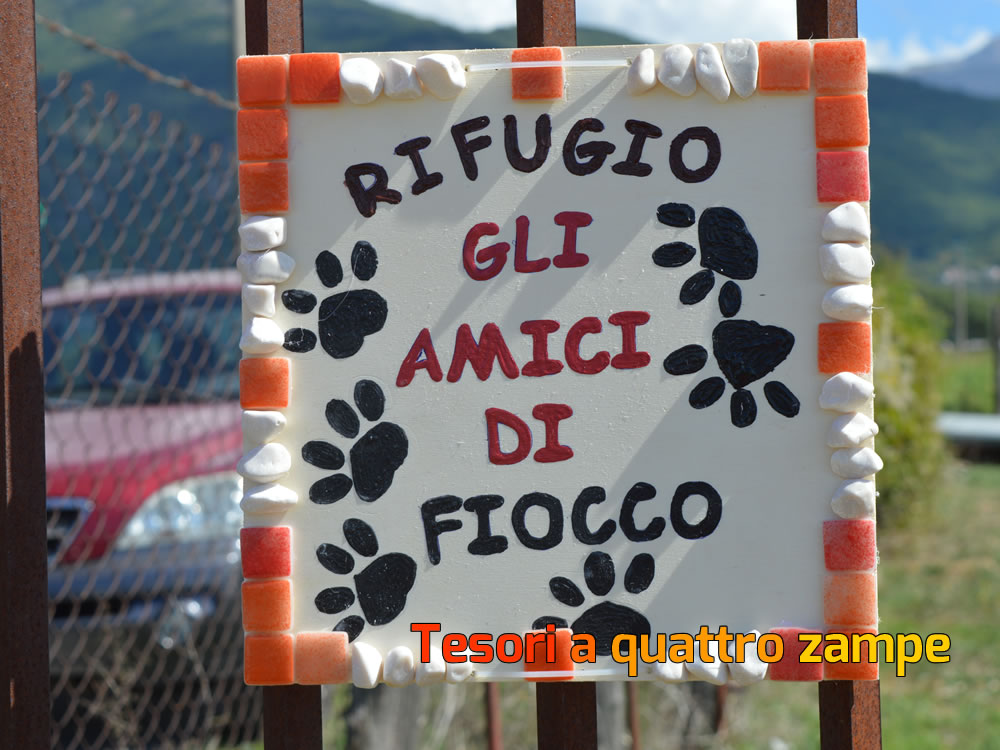 RIFUGIO
GLI
AMICI
DI
FIOCCO
Tesori a quattro zampe